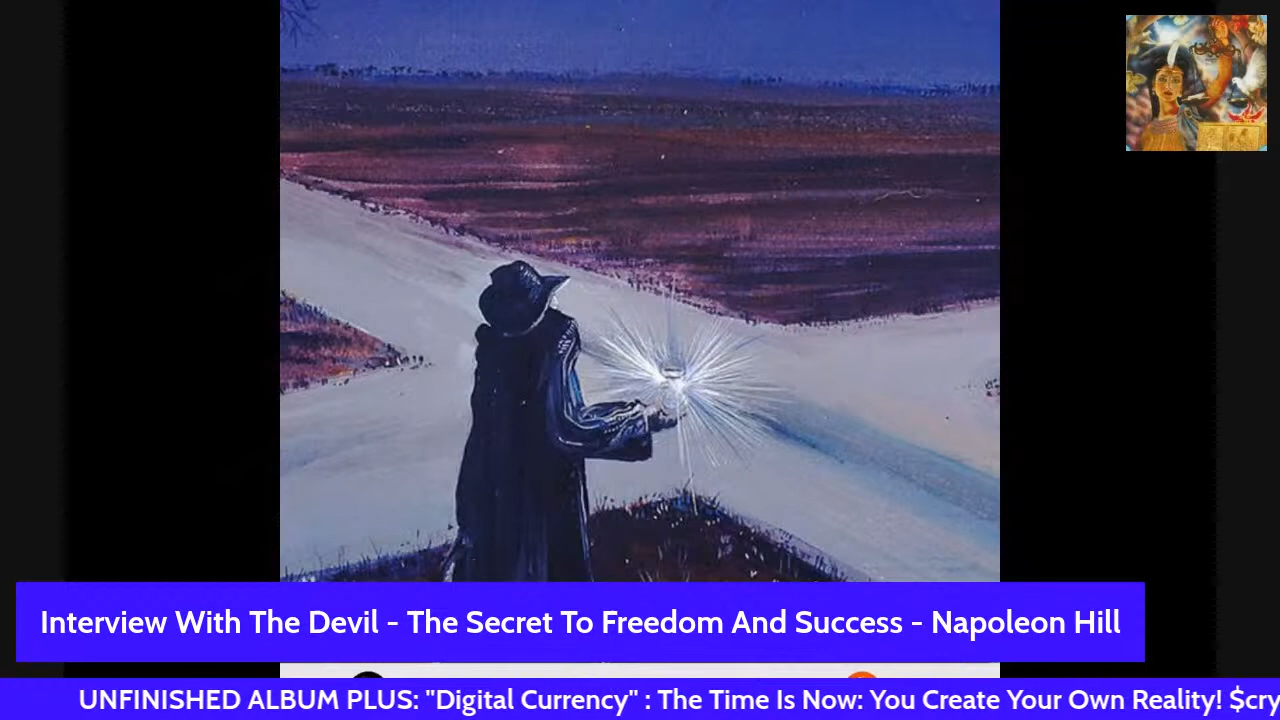 Interview With The Devil - The Secret To Freedom And Success - Napoleon Hill
UNFINISHED ALBUM PLUS: "Digital Currency" : The Time Is Now: You Create Your Own Reality! $cry